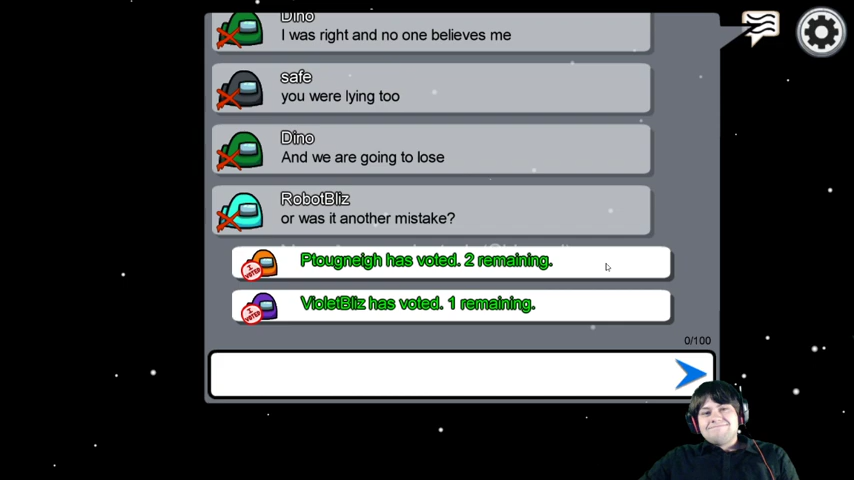 Dino
I was right and no one believes me
safe
you were lying too
Dino
And we are going to lose
RobotBliz
or was it another mistake?
Ptougneigh has voted. 2 remaining.
I VOTED
VioletBliz has voted. 1 remaining.
I VOTED
0/100